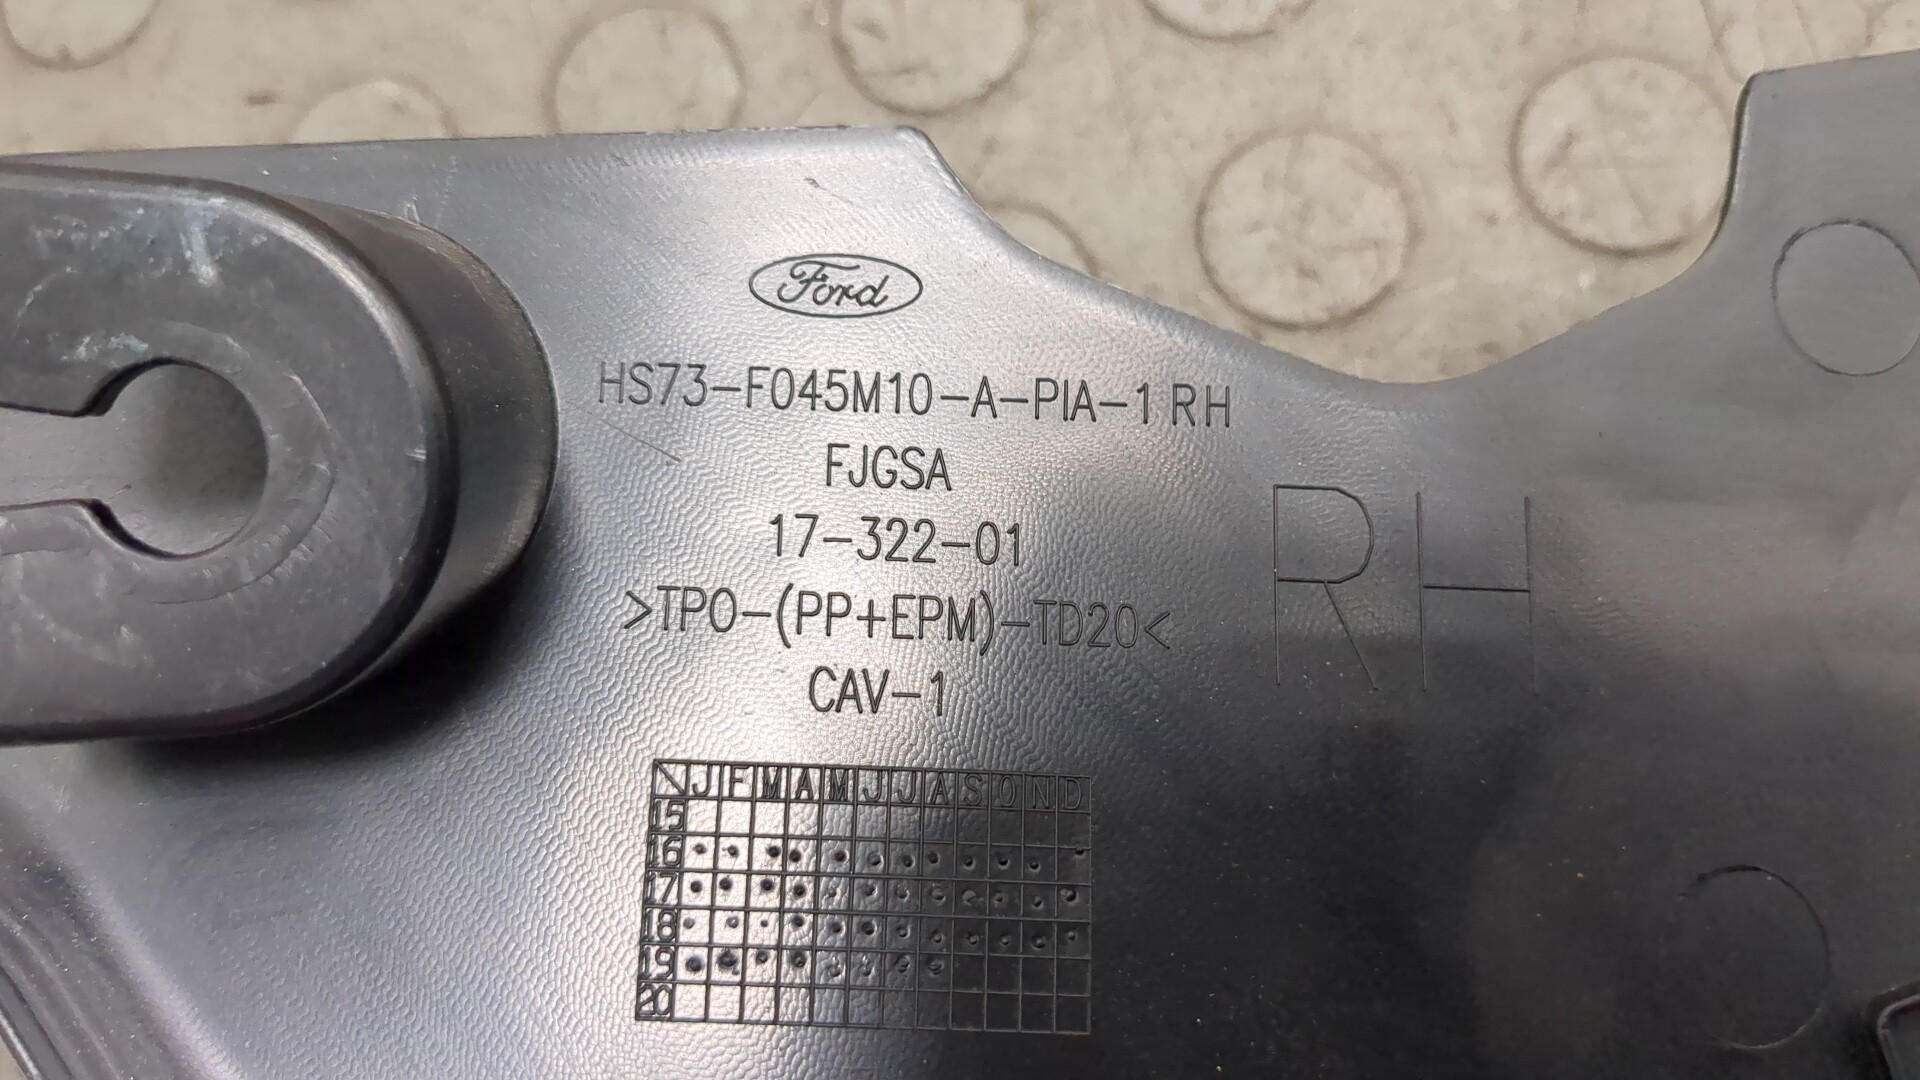 Ford
HS73-F045M10-A-PIA-1 RH
FJGSA
17-322-01
>TPO-(PP+EPM)-TD20<
CAV-1
RH
J F M A M J J A S O N D
15
16
17
18
19
20